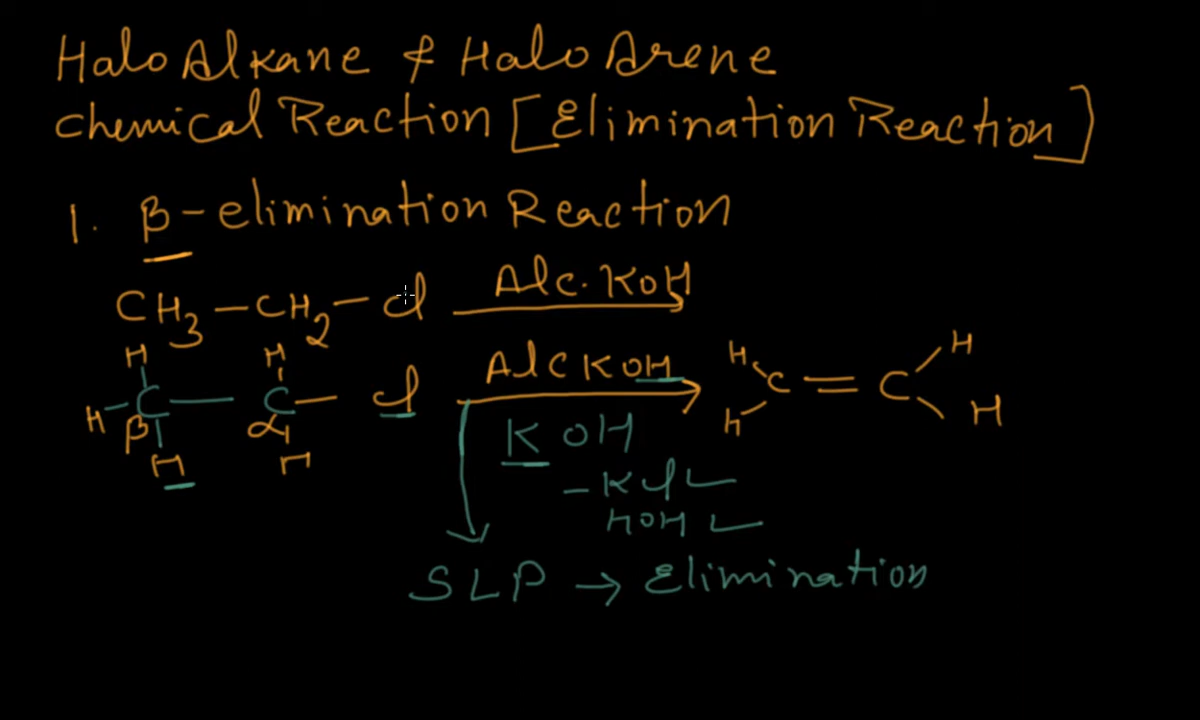 Halo Alkane & Halo Arene
Chemical Reaction [Elimination Reaction]
1. β-elimination Reaction
CH3 - CH2 - Cl Alc. KOH
H H Alc KOH H H
H - C - C - Cl C = C
β α K OH H H
H H - KCl
HOH
SLP → Elimination